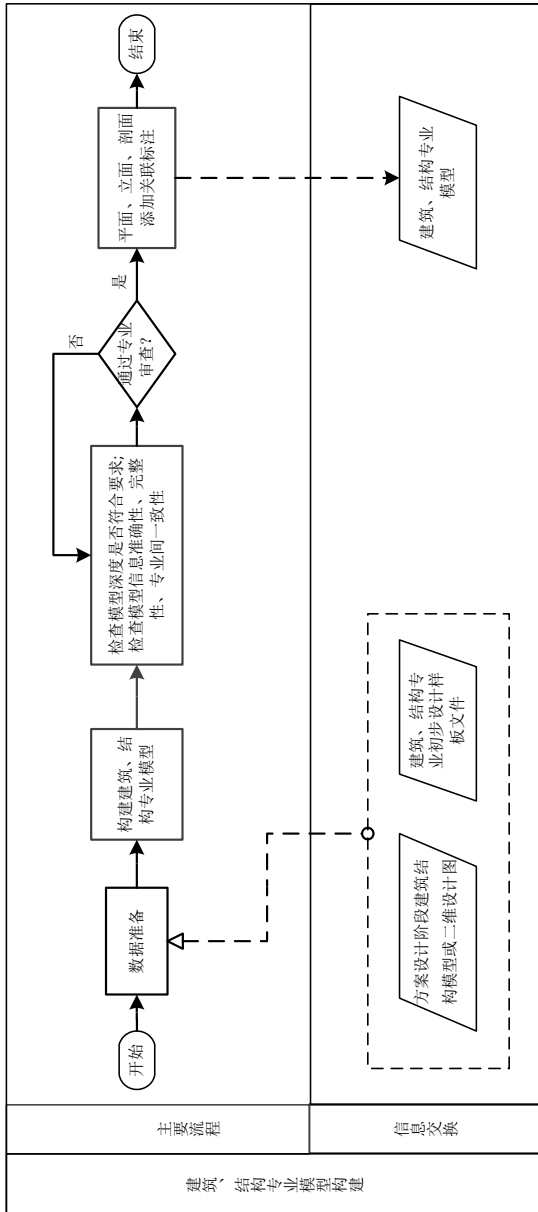 建筑、结构专业模型构建
主要流程
开始
数据准备
构建建筑、结
构专业模型
检查模型深度是否符合要求;
检查模型信息准确性、完整
性、专业间一致性
通过专业
审查?
否
是
平面、立面、剖面
添加关联标注
结束
信息交换
方案设计阶段建筑结
构模型或二维设计图
建筑、结构专
业初步设计样
板文件
建筑、结构专业
模型